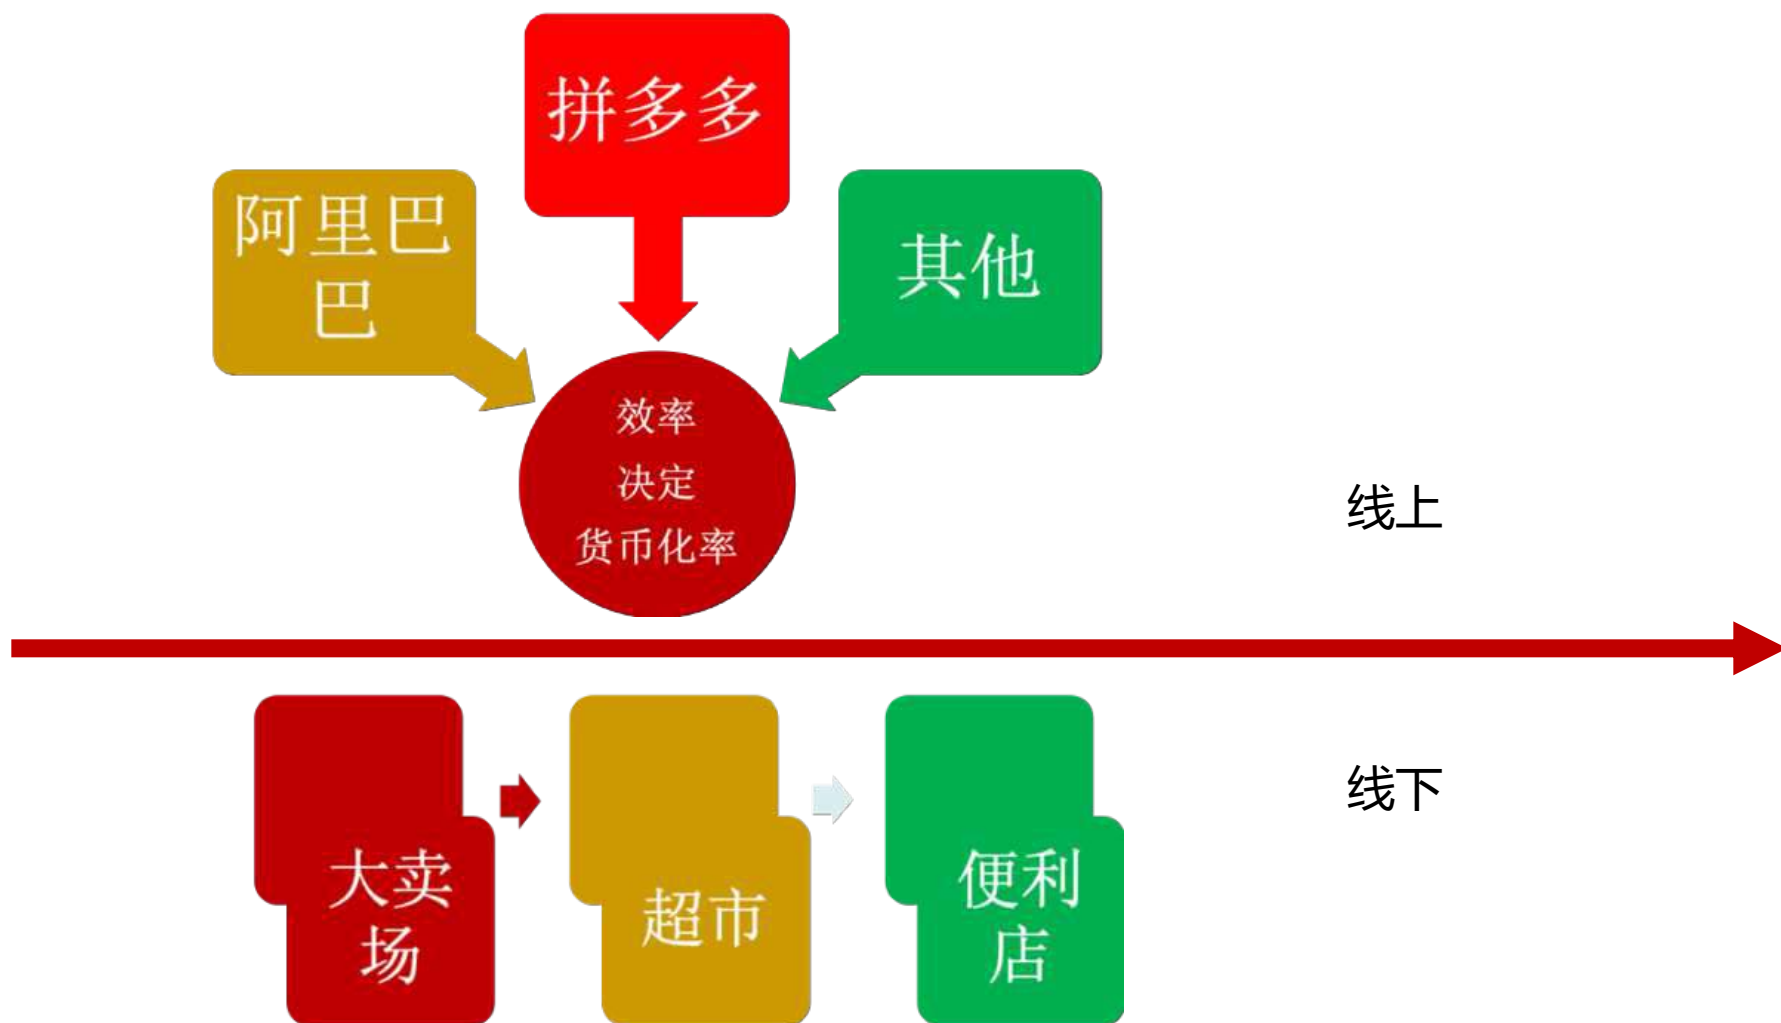 拼多多
阿里巴
巴
其他
效率
决定
货币化率
线上
线下
大卖
场
超市
便利
店